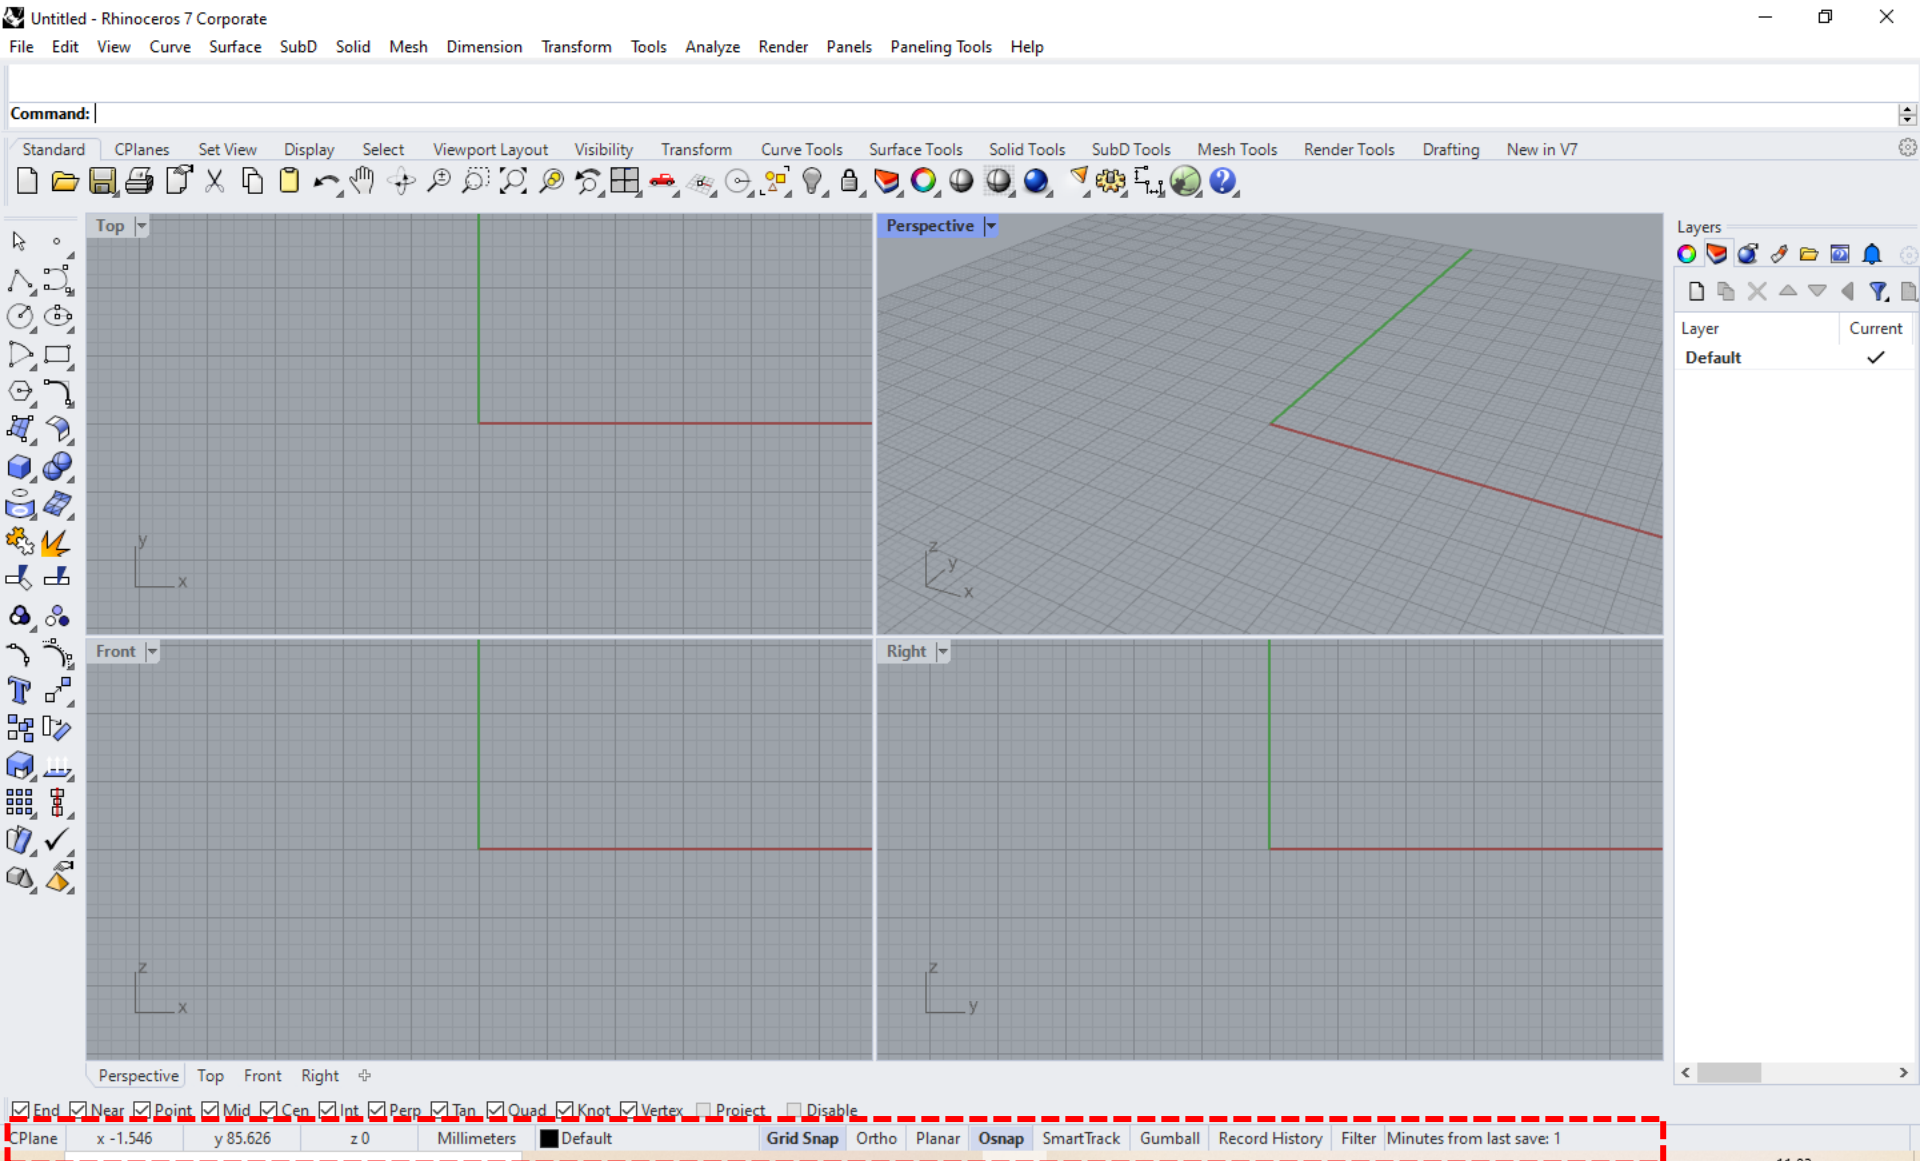 Untitled - Rhinoceros 7 Corporate
File Edit View Curve Surface SubD Solid Mesh Dimension Transform Tools Analyze Render Panels Paneling Tools Help
Command:
Standard CPlanes Set View Display Select Viewport Layout Visibility Transform Curve Tools Surface Tools Solid Tools SubD Tools Mesh Tools Render Tools Drafting New in V7
Top
Perspective
Layers
Layer Current
Default
y
x
z
y
x
Front
Right
z
x
z
y
Perspective Top Front Right
End Near Point Mid Cen Int Perp Tan Quad Knot Vertex Project Disable
CPlane x -1.546 y 85.626 z 0 Millimeters Default Grid Snap Ortho Planar Osnap SmartTrack Gumball Record History Filter Minutes from last save: 1